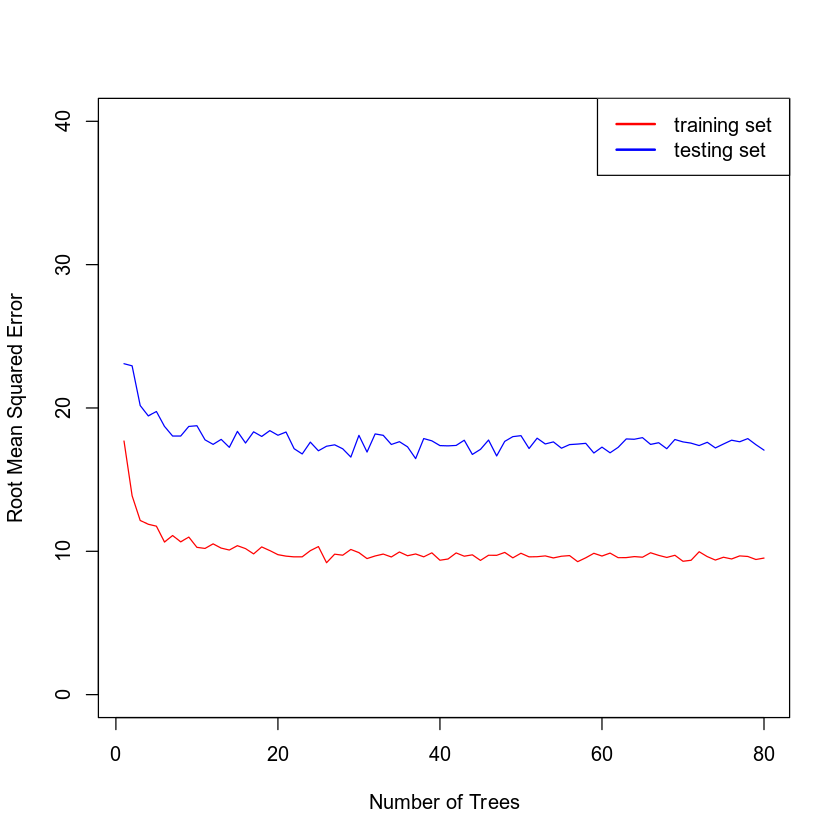 training set
testing set
Root Mean Squared Error
40
30
20
10
0
0 20 40 60 80
Number of Trees